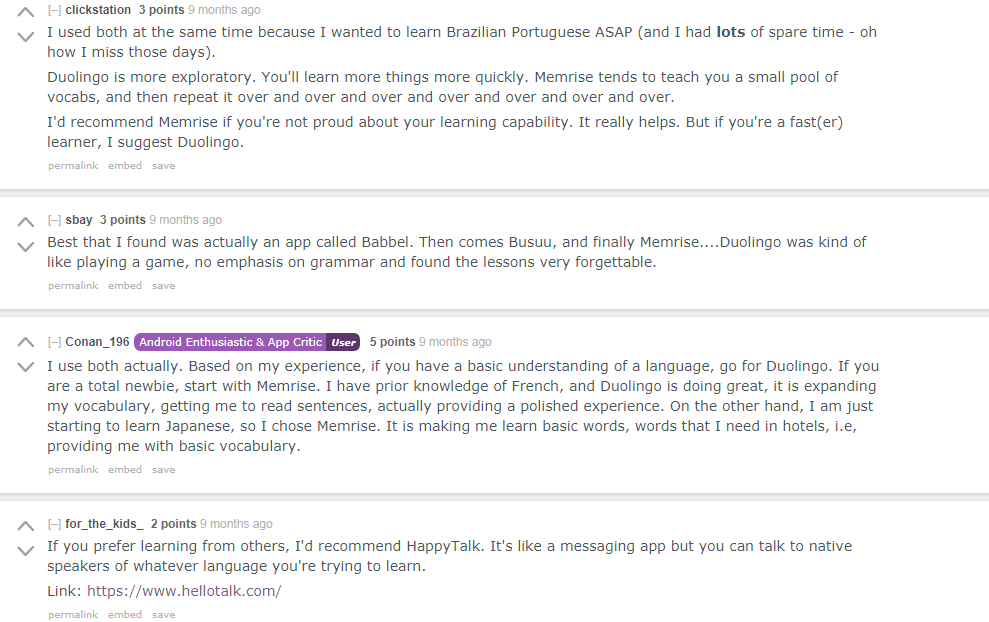 [–] clickstation 3 points 9 months ago
I used both at the same time because I wanted to learn Brazilian Portuguese ASAP (and I had lots of spare time - oh
how I miss those days).
Duolingo is more exploratory. You'll learn more things more quickly. Memrise tends to teach you a small pool of
vocabs, and then repeat it over and over and over and over and over and over and over.
I'd recommend Memrise if you're not proud about your learning capability. It really helps. But if you're a fast(er)
learner, I suggest Duolingo.
permalink embed save
[–] sbay 3 points 9 months ago
Best that I found was actually an app called Babbel. Then comes Busuu, and finally Memrise....Duolingo was kind of
like playing a game, no emphasis on grammar and found the lessons very forgettable.
permalink embed save
[–] Conan_196 Android Enthusiastic & App Critic User 5 points 9 months ago
I use both actually. Based on my experience, if you have a basic understanding of a language, go for Duolingo. If you
are a total newbie, start with Memrise. I have prior knowledge of French, and Duolingo is doing great, it is expanding
my vocabulary, getting me to read sentences, actually providing a polished experience. On the other hand, I am just
starting to learn Japanese, so I chose Memrise. It is making me learn basic words, words that I need in hotels, i.e,
providing me with basic vocabulary.
permalink embed save
[–] for_the_kids_ 2 points 9 months ago
If you prefer learning from others, I'd recommend HappyTalk. It's like a messaging app but you can talk to native
speakers of whatever language you're trying to learn.
Link: https://www.hellotalk.com/
permalink embed save